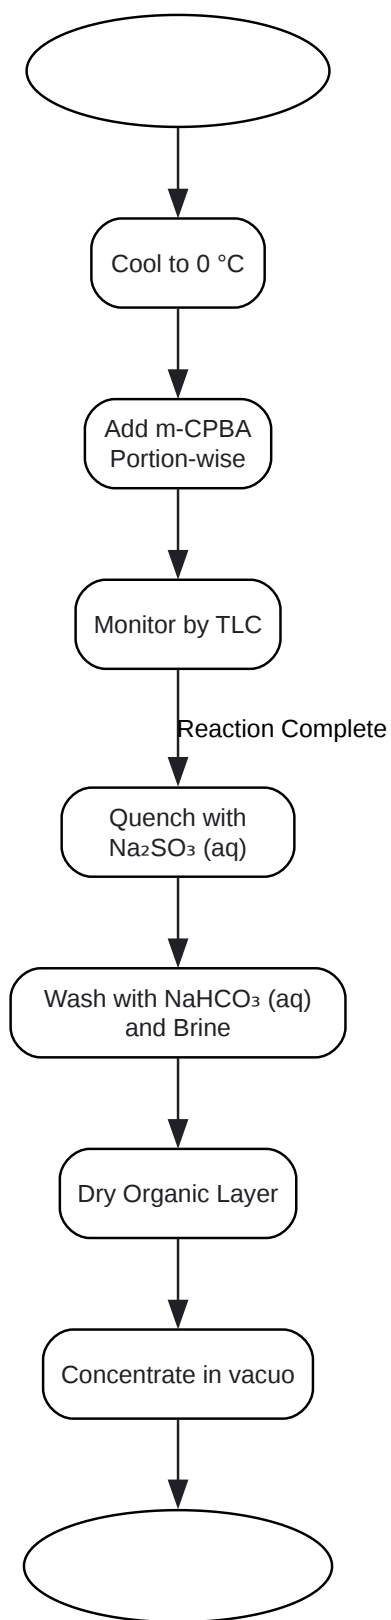 Cool to 0 °C
Add m-CPBA
Portion-wise
Monitor by TLC
Reaction Complete
Quench with
Na₂SO₃ (aq)
Wash with NaHCO₃ (aq)
and Brine
Dry Organic Layer
Concentrate in vacuo